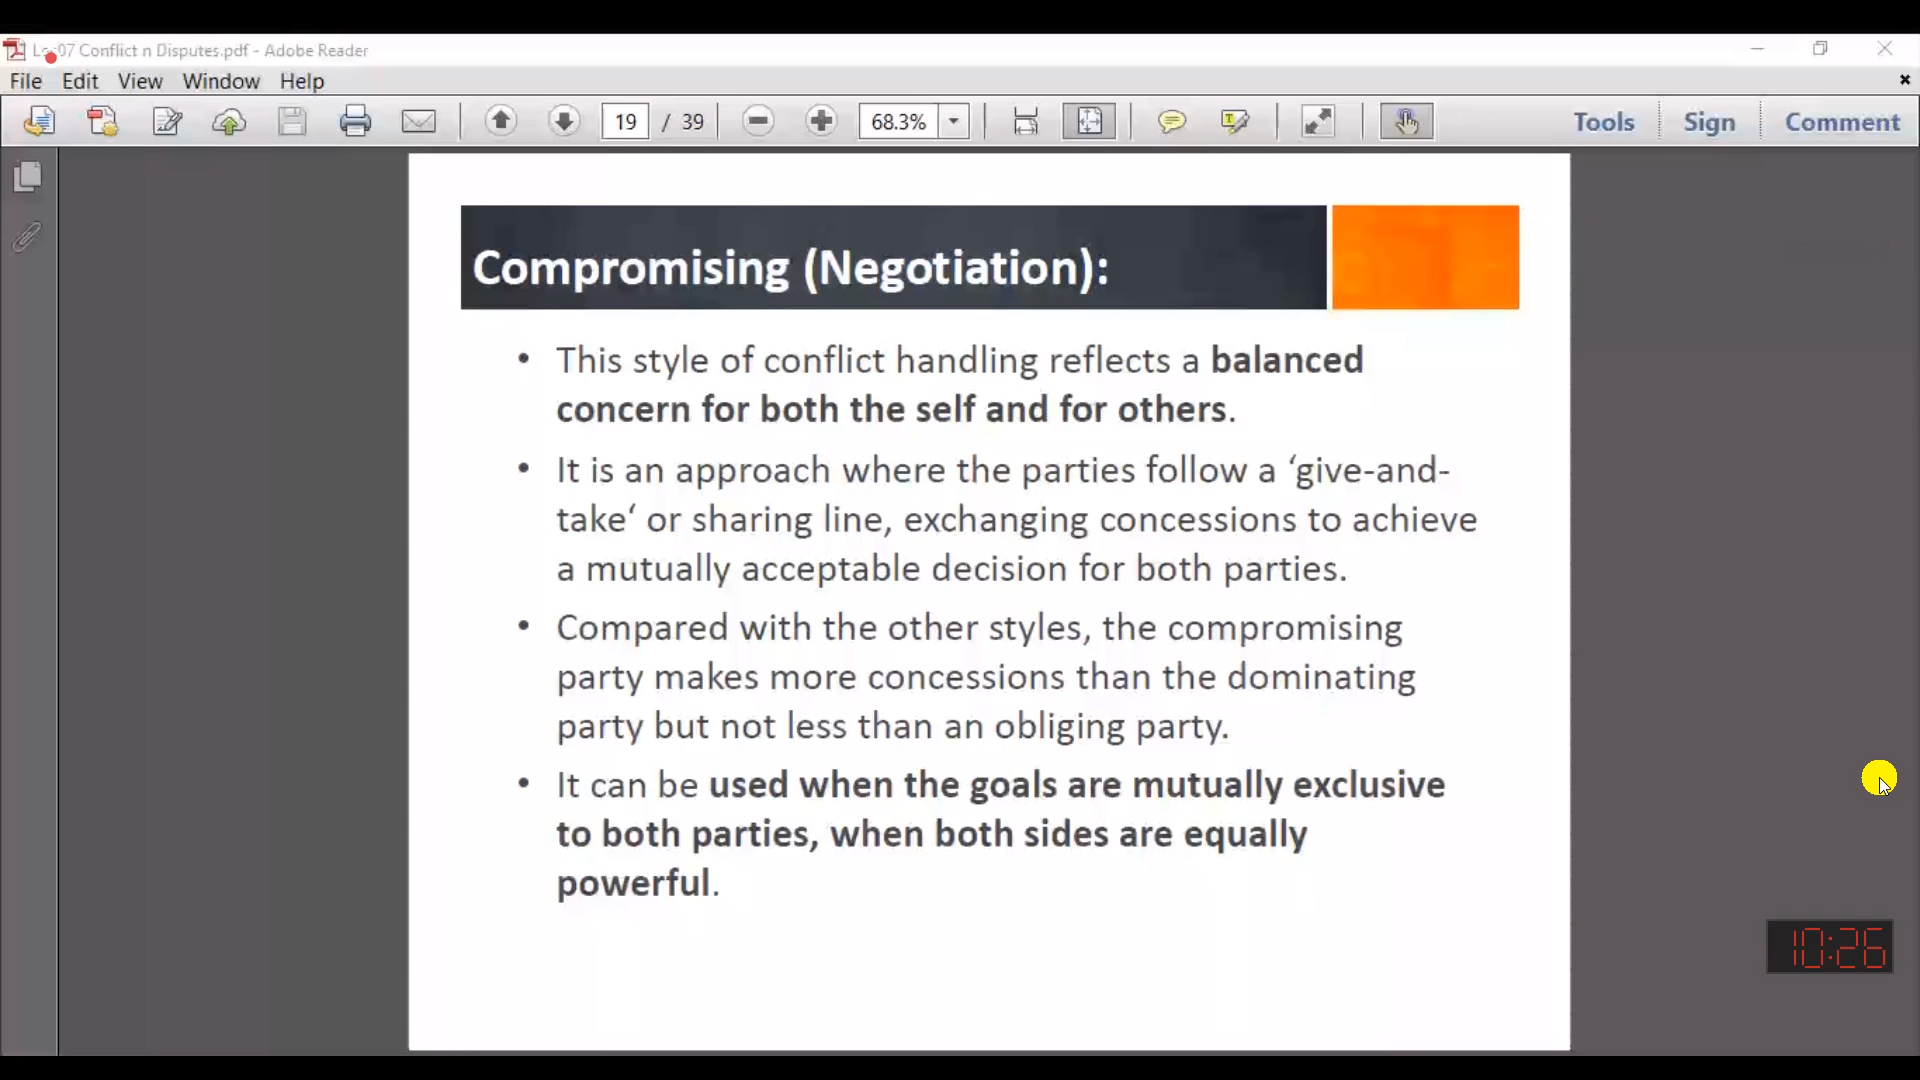 07 Conflict n Disputes.pdf - Adobe Reader
File Edit View Window Help
19 / 39 68.3% Tools Sign Comment
Compromising (Negotiation):
• This style of conflict handling reflects a balanced
concern for both the self and for others.
• It is an approach where the parties follow a ‘give-and-
take‘ or sharing line, exchanging concessions to achieve
a mutually acceptable decision for both parties.
• Compared with the other styles, the compromising
party makes more concessions than the dominating
party but not less than an obliging party.
• It can be used when the goals are mutually exclusive
to both parties, when both sides are equally
powerful.
10:26